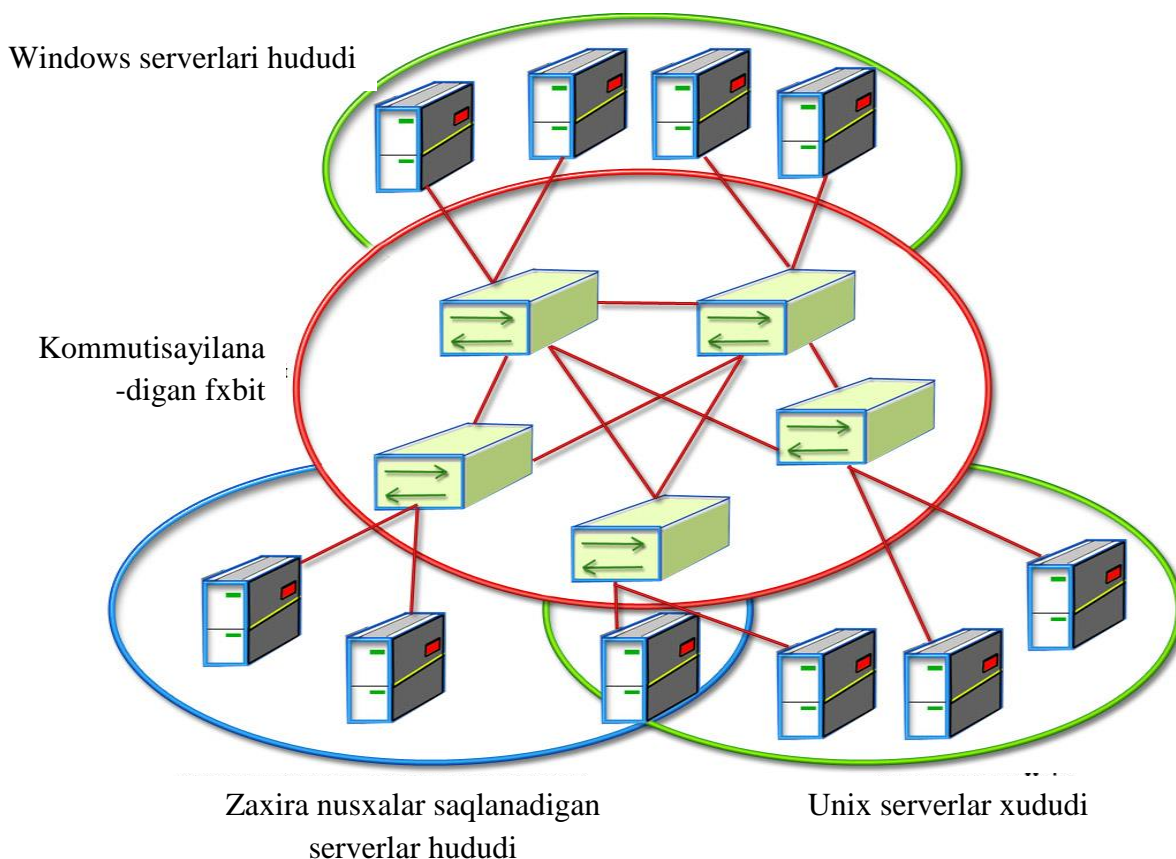 Windows serverlari hududi
Kommutisayilana
-digan fxbit
Zaxira nusxalar saqlanadigan
serverlar hududi
Unix serverlar xududi